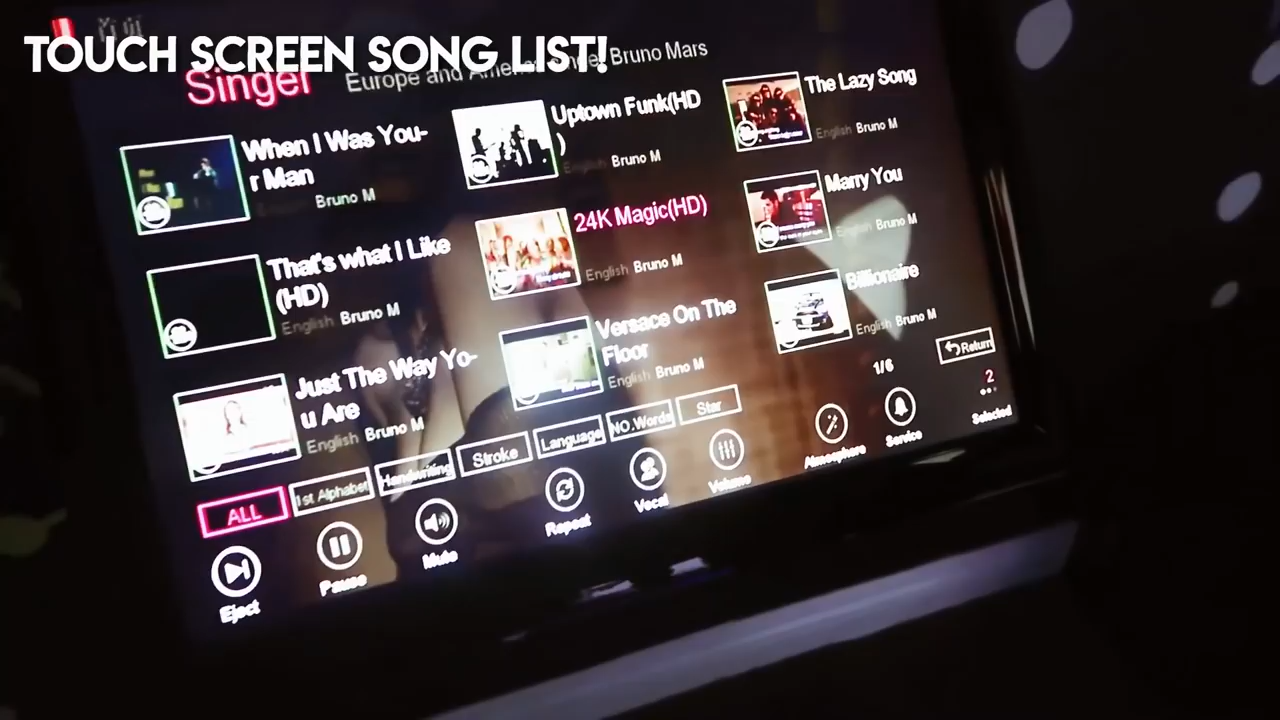 TOUCH SCREEN SONG LIST!
Singer
Europe and America Singer Bruno Mars
When I Was You-
r Man
Bruno M
Uptown Funk(HD
)
English Bruno M
The Lazy Song
English Bruno M
That's what I Like
(HD)
English Bruno M
24K Magic(HD)
English Bruno M
Marry You
English Bruno M
Just The Way Yo-
u Are
English Bruno M
Versace On The
Floor
English Bruno M
Billionaire
English Bruno M
1/6
Return
ALL
1st Alphabet
Handwriting
Stroke
Language
NO.Words
Star
Eject
Pause
Mute
Repeat
Vocal
Volume
Atmosphere
Service
2
Selected